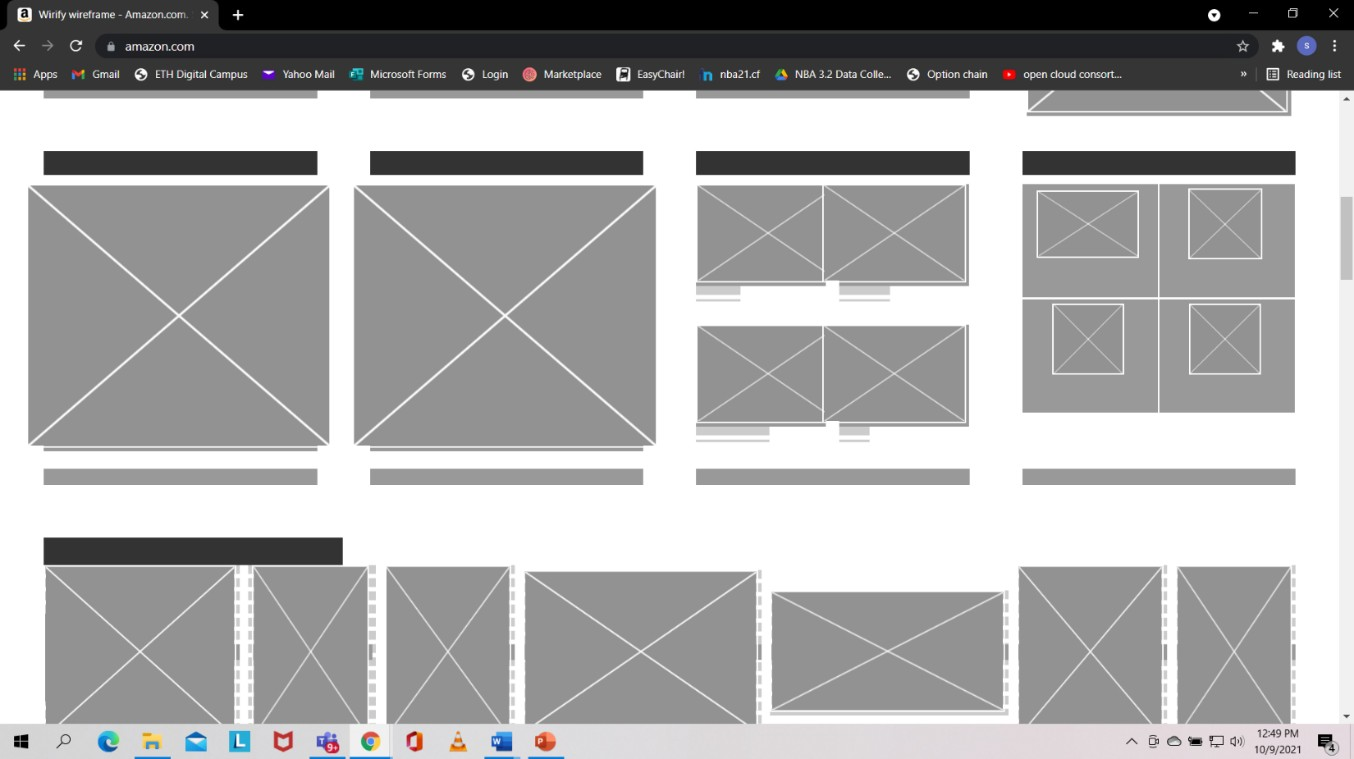 Wirify wireframe - Amazon.com.
amazon.com
S
Apps Gmail ETH Digital Campus Yahoo Mail Microsoft Forms Login Marketplace EasyChair! nba21.cf NBA 3.2 Data Colle... Option chain open cloud consort... » Reading list
9+
12:49 PM
10/9/2021
4